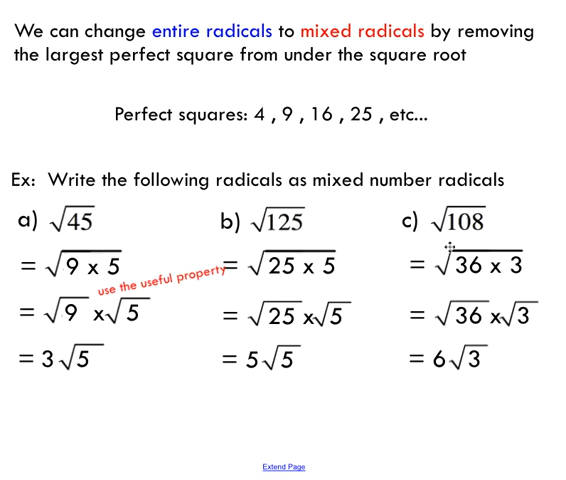 We can change entire radicals to mixed radicals by removing
the largest perfect square from under the square root
Perfect squares: 4 , 9 , 16 , 25 , etc...
Ex: Write the following radicals as mixed number radicals
a) √45 b) √125 c) √108
= √9 x 5 = √25 x 5 = √36 x 3
use the useful property
= √9 x√5 = √25 x√5 = √36 x√3
= 3√5 = 5√5 = 6√3
Extend Page